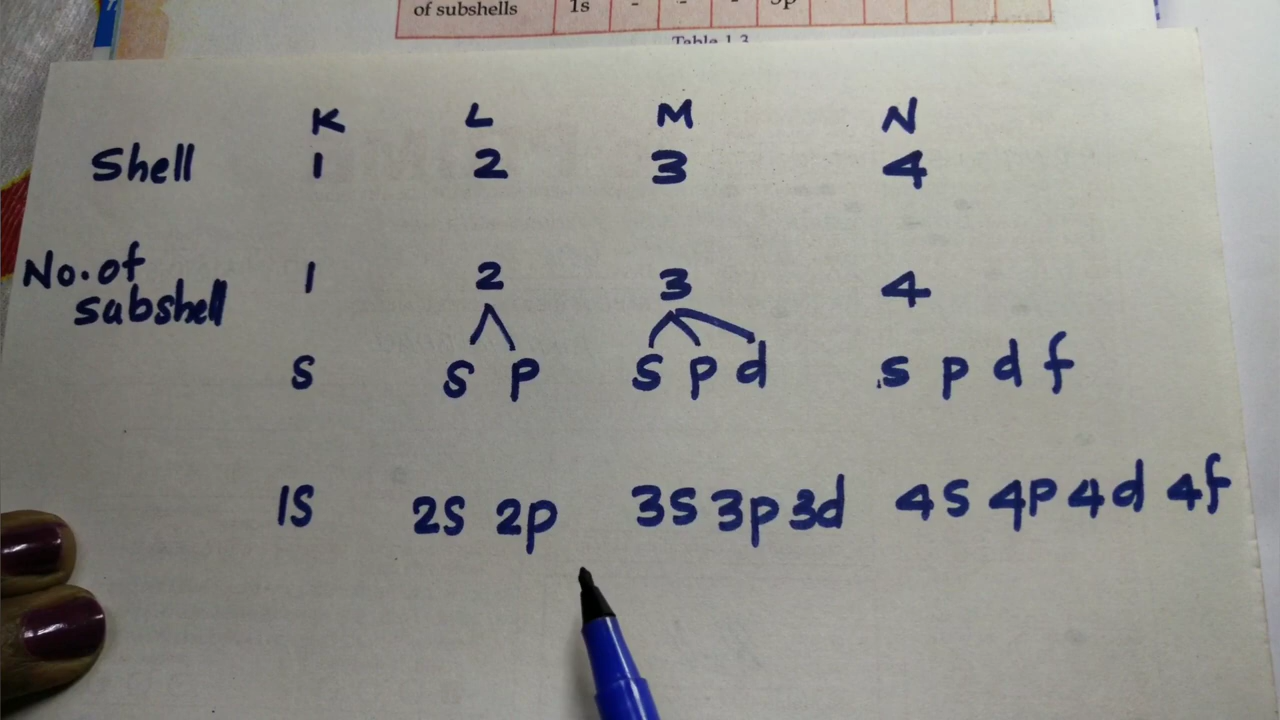 of subshells 1s - - - 3p
Table 1.3
K L M N
Shell 1 2 3 4
No. of
subshell 1 2 3 4
s s p s p d s p d f
1s 2s 2p 3s 3p 3d 4s 4p 4d 4f